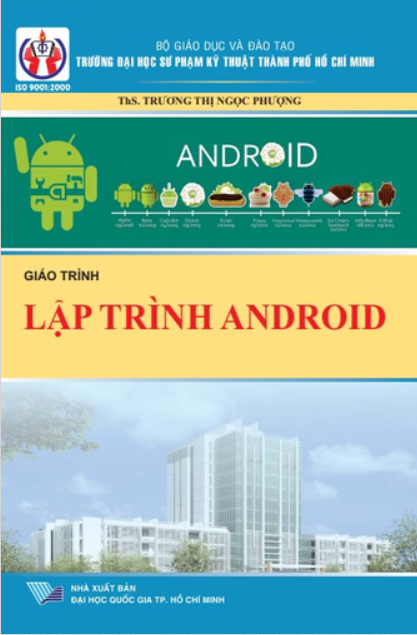 BỘ GIÁO DỤC VÀ ĐÀO TẠO
TRƯỜNG ĐẠI HỌC SƯ PHẠM KỸ THUẬT THÀNH PHỐ HỒ CHÍ MINH
ISO 9001:2000
ThS. TRƯƠNG THỊ NGỌC PHƯỢNG
ANDROID
GIÁO TRÌNH
LẬP TRÌNH ANDROID
NHÀ XUẤT BẢN
ĐẠI HỌC QUỐC GIA TP. HỒ CHÍ MINH